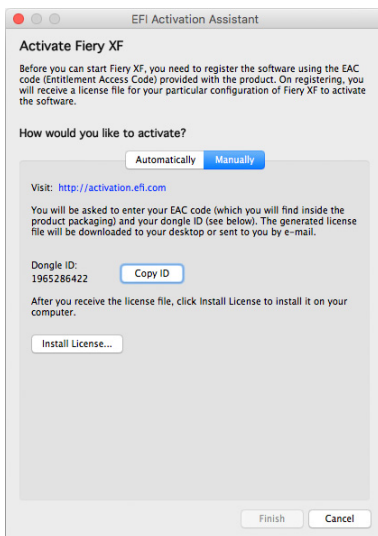 EFI Activation Assistant
Activate Fiery XF
Before you can start Fiery XF, you need to register the software using the EAC
code (Entitlement Access Code) provided with the product. On registering, you
will receive a license file for your particular configuration of Fiery XF to activate
the software.
How would you like to activate?
Automatically Manually
Visit: http://activation.efi.com
You will be asked to enter your EAC code (which you will find inside the
product packaging) and your dongle ID (see below). The generated license
file will be downloaded to your desktop or sent to you by e-mail.
Dongle ID:
1965286422
Copy ID
After you receive the license file, click Install License to install it on your
computer.
Install License...
Finish Cancel